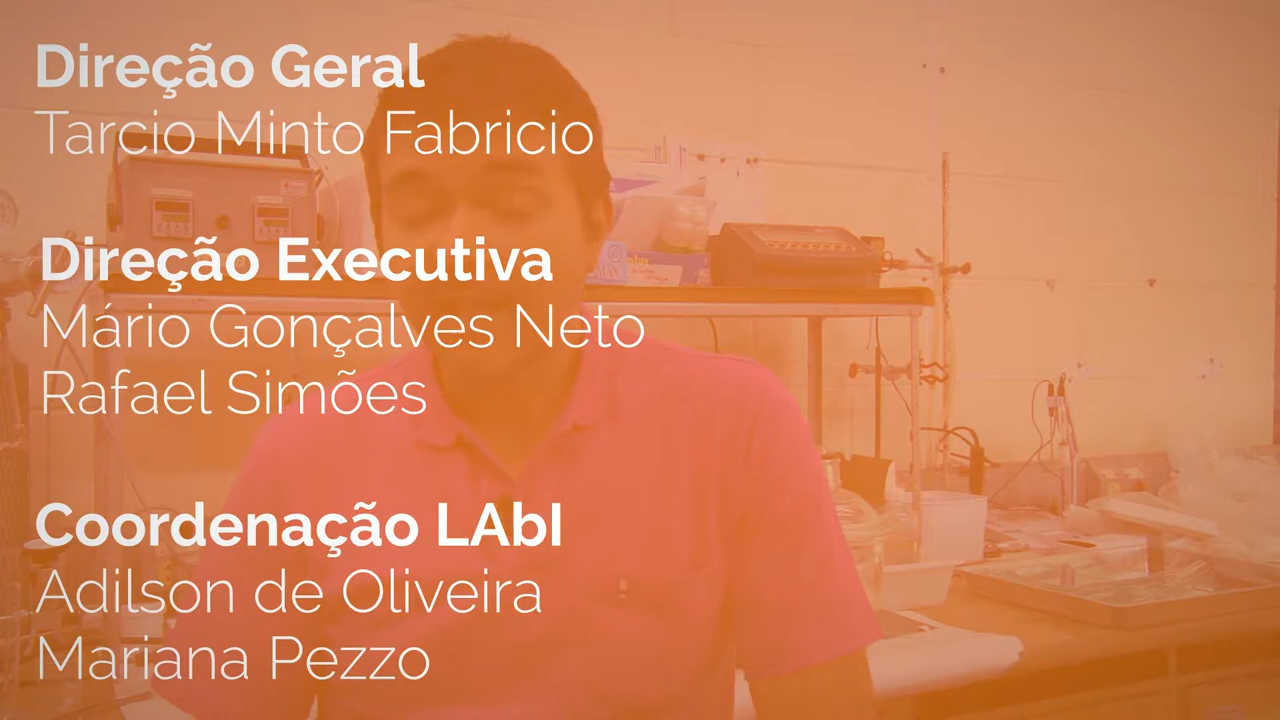 Direção Geral
Tarcio Minto Fabricio
Direção Executiva
Mário Gonçalves Neto
Rafael Simões
Coordenação LAbI
Adilson de Oliveira
Mariana Pezzo